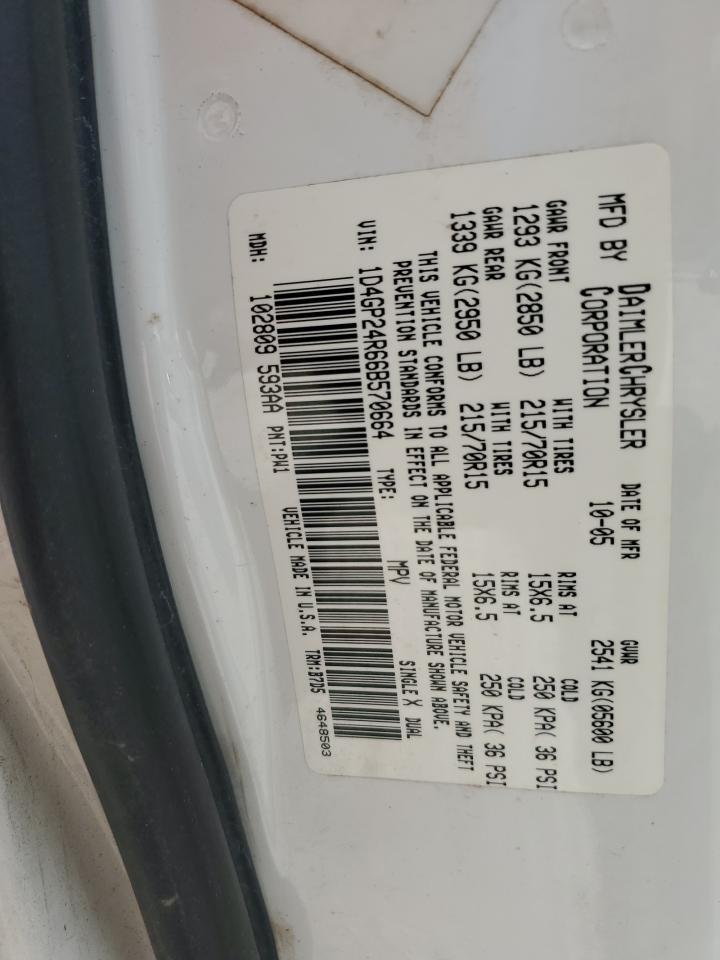 MFD BY DAIMLERCHRYSLER CORPORATION
DATE OF MFR 10-05
GVWR 2541 KG(05600 LB)
GAWR FRONT WITH TIRES RIMS AT COLD
1293 KG(2850 LB) 215/70R15 15X6.5 250 KPA( 36 PSI
GAWR REAR WITH TIRES RIMS AT COLD
1339 KG(2950 LB) 215/70R15 15X6.5 250 KPA( 36 PSI
THIS VEHICLE CONFORMS TO ALL APPLICABLE FEDERAL MOTOR VEHICLE SAFETY AND THEFT
PREVENTION STANDARDS IN EFFECT ON THE DATE OF MANUFACTURE SHOWN ABOVE.
VIN: 1D4GP24R66B570664 TYPE: MPV SINGLE X DUAL
MDH: 102809 593AA PNT:PW1 VEHICLE MADE IN U.S.A. TRM:B7D5 4648503